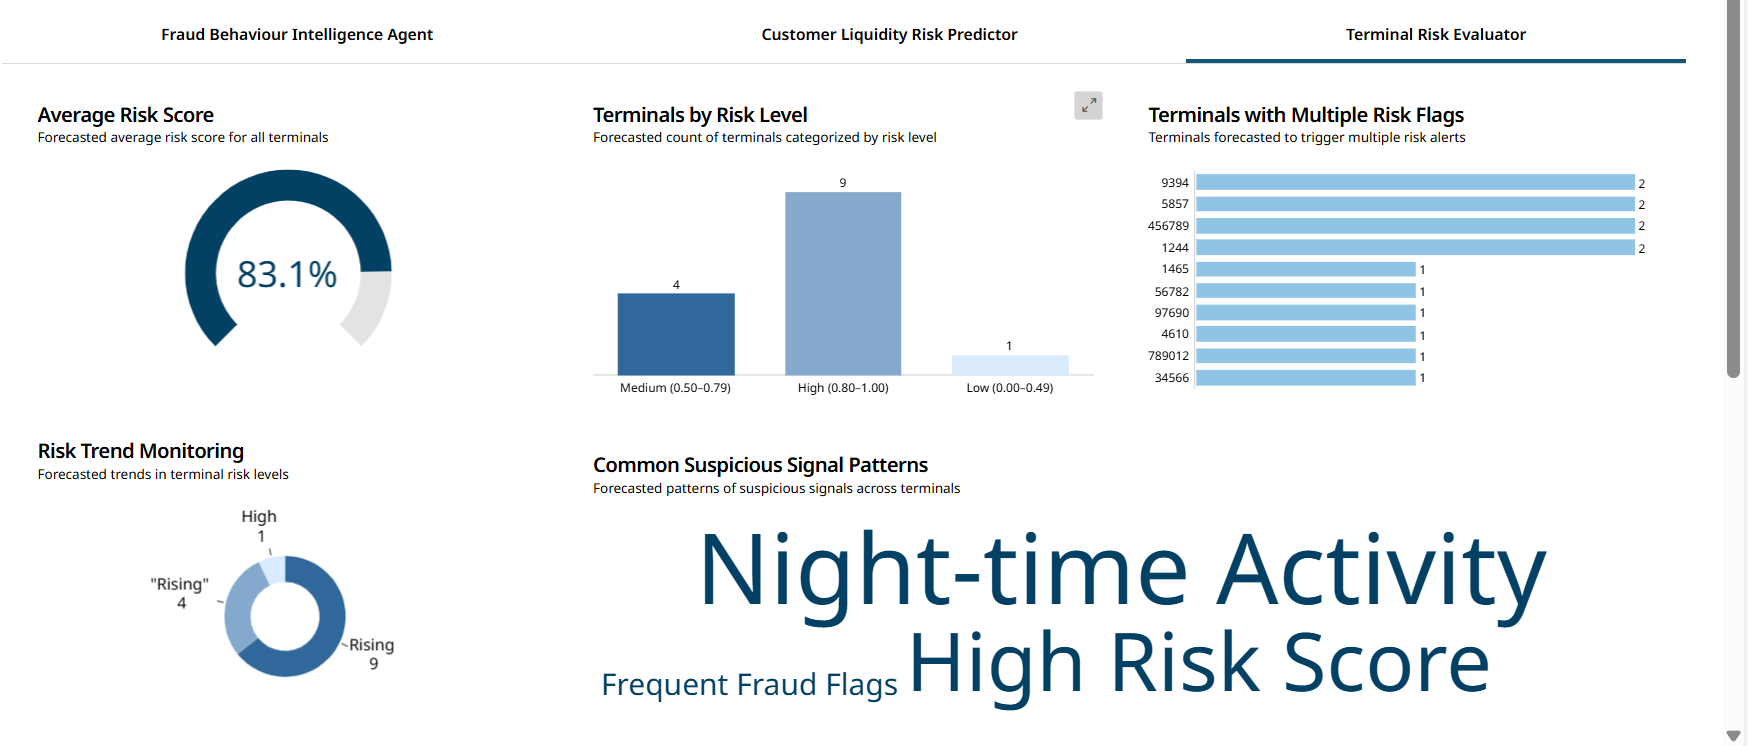 Fraud Behaviour Intelligence Agent
Customer Liquidity Risk Predictor
Terminal Risk Evaluator
Average Risk Score
Forecasted average risk score for all terminals
83.1%
Terminals by Risk Level
Forecasted count of terminals categorized by risk level
4
9
1
Medium (0.50–0.79)
High (0.80–1.00)
Low (0.00–0.49)
Terminals with Multiple Risk Flags
Terminals forecasted to trigger multiple risk alerts
9394 2
5857 2
456789 2
1244 2
1465 1
56782 1
97690 1
4610 1
789012 1
34566 1
Risk Trend Monitoring
Forecasted trends in terminal risk levels
High
1
"Rising"
4
Rising
9
Common Suspicious Signal Patterns
Forecasted patterns of suspicious signals across terminals
Night-time Activity
Frequent Fraud Flags High Risk Score